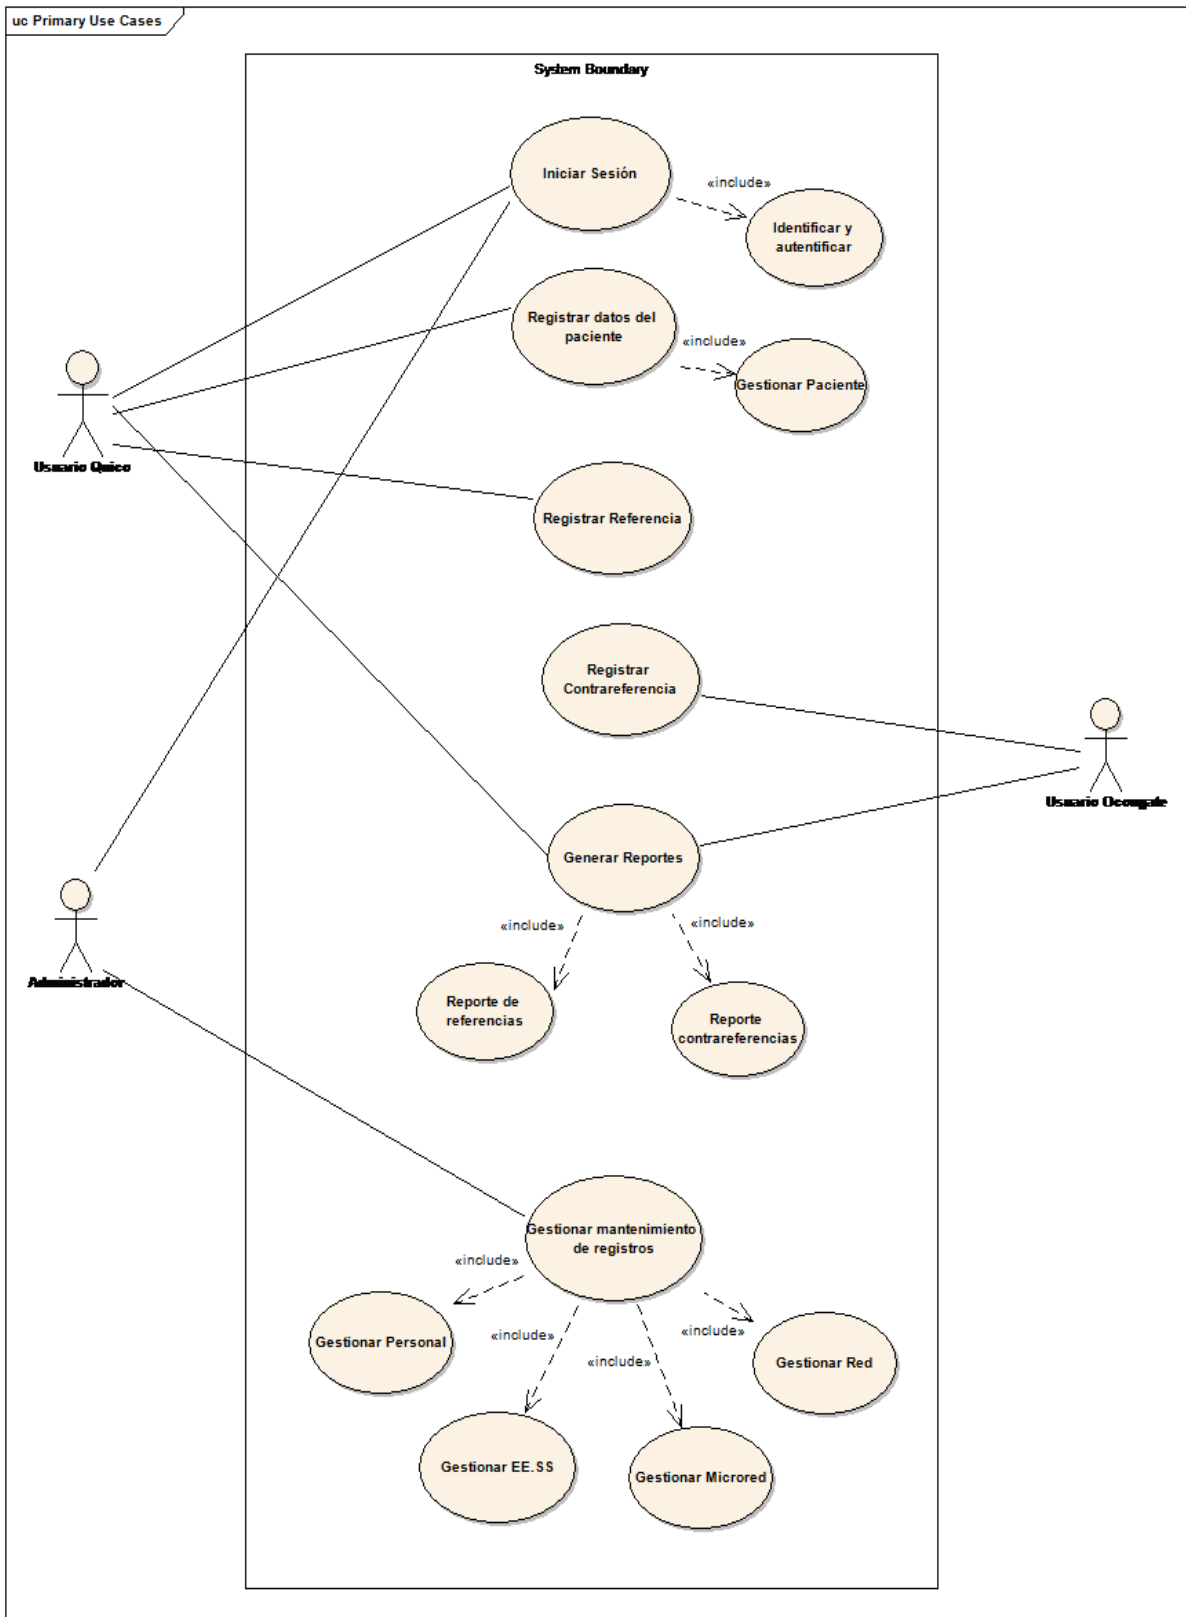 uc Primary Use Cases
System Boundary
Iniciar Sesión
«include»
Identificar y
autentificar
Registrar datos del
paciente
«include»
Gestionar Paciente
Usuario Quico
Registrar Referencia
Registrar
Contrareferencia
Usuario Ocongate
Generar Reportes
«include»
«include»
Administrador
Reporte de
referencias
Reporte
contrareferencias
Gestionar mantenimiento
de registros
«include»
«include»
«include»
«include»
Gestionar Personal
Gestionar Red
Gestionar EE.SS
Gestionar Microred